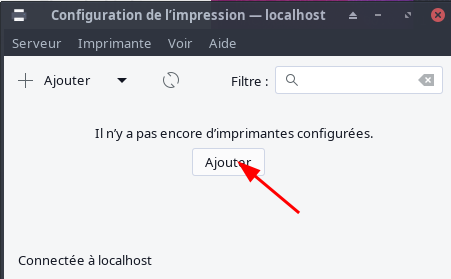 Configuration de l’impression — localhost
Serveur Imprimante Voir Aide
Ajouter Filtre :
Il n’y a pas encore d’imprimantes configurées.
Ajouter
Connectée à localhost